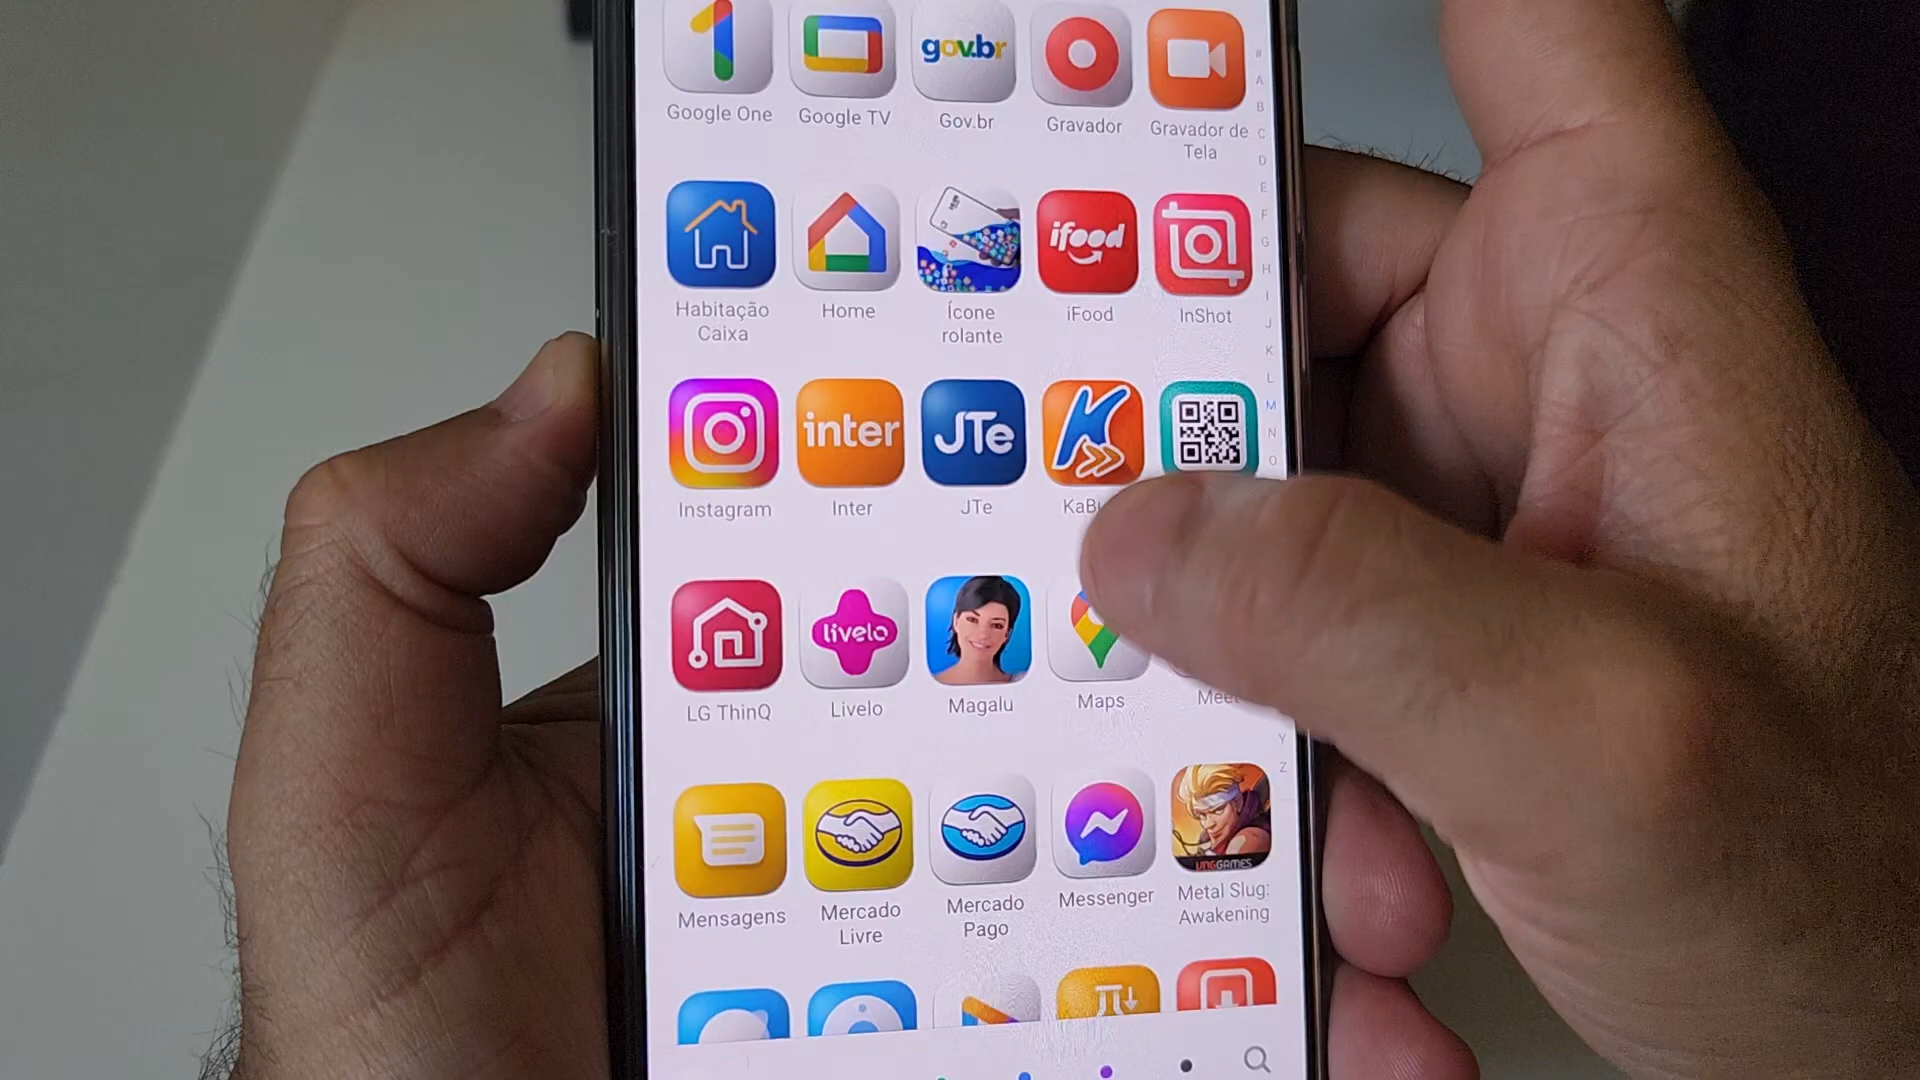 gov.br
Google One
Google TV
Gov.br
Gravador
Gravador de
Tela
ifood
Habitação
Caixa
Home
Ícone
rolante
iFood
InShot
inter
JTe
Instagram
Inter
JTe
livelo
LG ThinQ
Livelo
Magalu
Maps
VNGGAMES
Mensagens
Mercado
Livre
Mercado
Pago
Messenger
Metal Slug:
Awakening
#
A
B
C
D
E
F
G
H
I
J
K
L
M
N
O
Y
Z